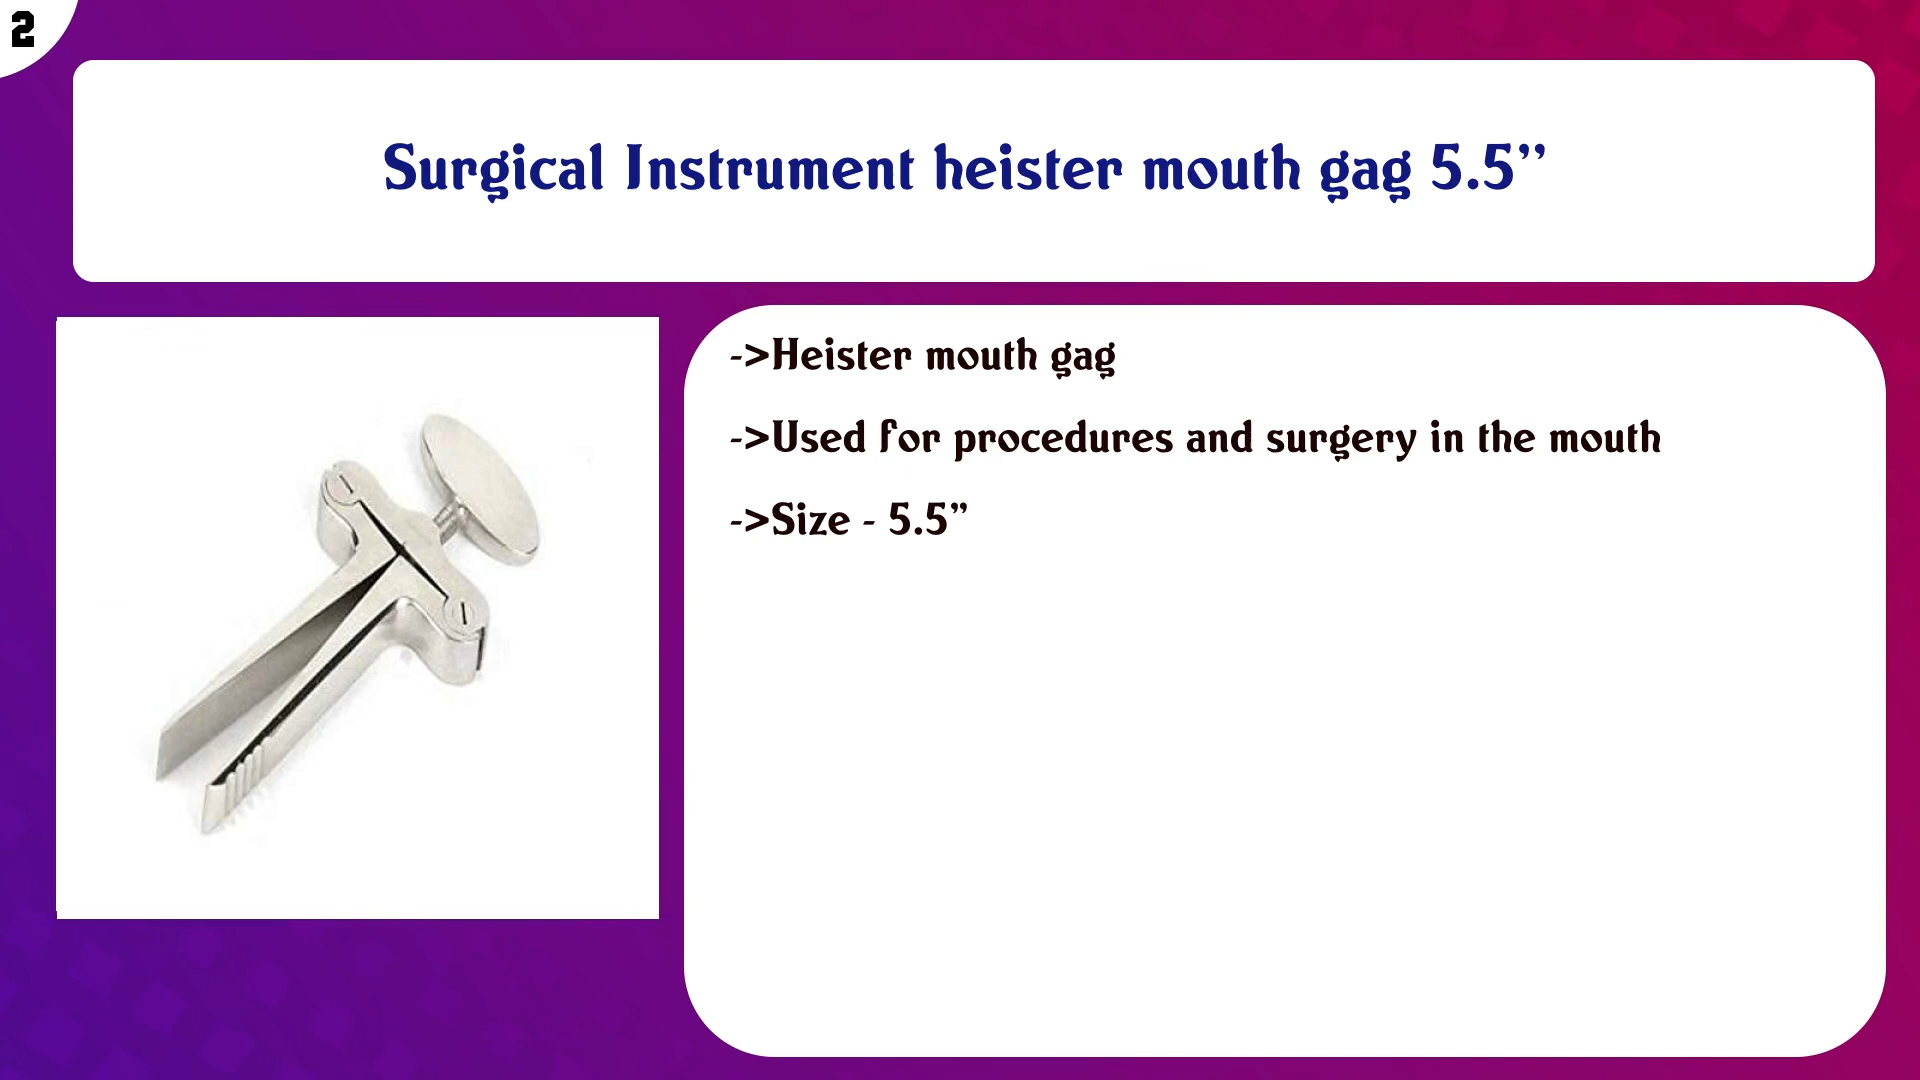 2
Surgical Instrument heister mouth gag 5.5’’
->Heister mouth gag
->Used for procedures and surgery in the mouth
->Size - 5.5”